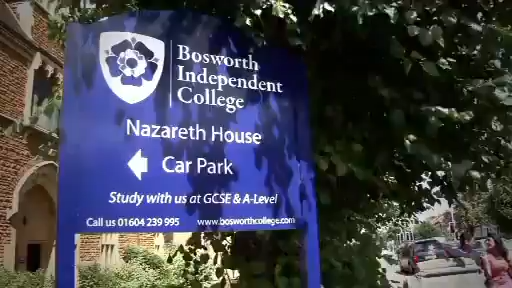 Bosworth
Independent
College
Nazareth House
Car Park
Study with us at GCSE & A-Level
Call us 01604 239 995 www.bosworthcollege.com